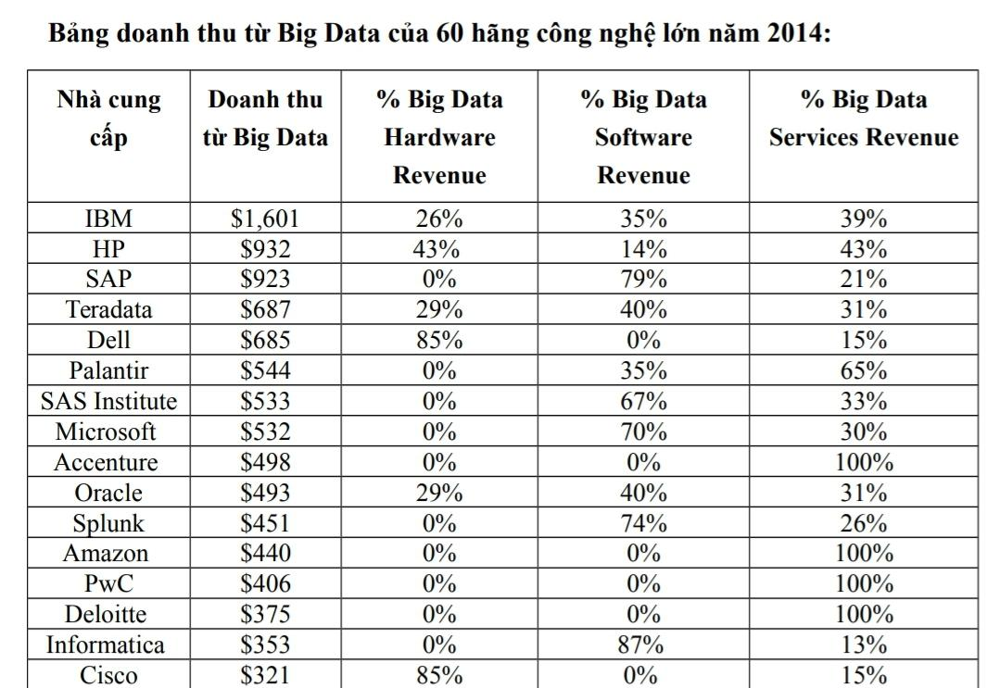 Bảng doanh thu từ Big Data của 60 hãng công nghệ lớn năm 2014:
Nhà cung cấp Doanh thu từ Big Data % Big Data Hardware Revenue % Big Data Software Revenue % Big Data Services Revenue
IBM $1,601 26% 35% 39%
HP $932 43% 14% 43%
SAP $923 0% 79% 21%
Teradata $687 29% 40% 31%
Dell $685 85% 0% 15%
Palantir $544 0% 35% 65%
SAS Institute $533 0% 67% 33%
Microsoft $532 0% 70% 30%
Accenture $498 0% 0% 100%
Oracle $493 29% 40% 31%
Splunk $451 0% 74% 26%
Amazon $440 0% 0% 100%
PwC $406 0% 0% 100%
Deloitte $375 0% 0% 100%
Informatica $353 0% 87% 13%
Cisco $321 85% 0% 15%